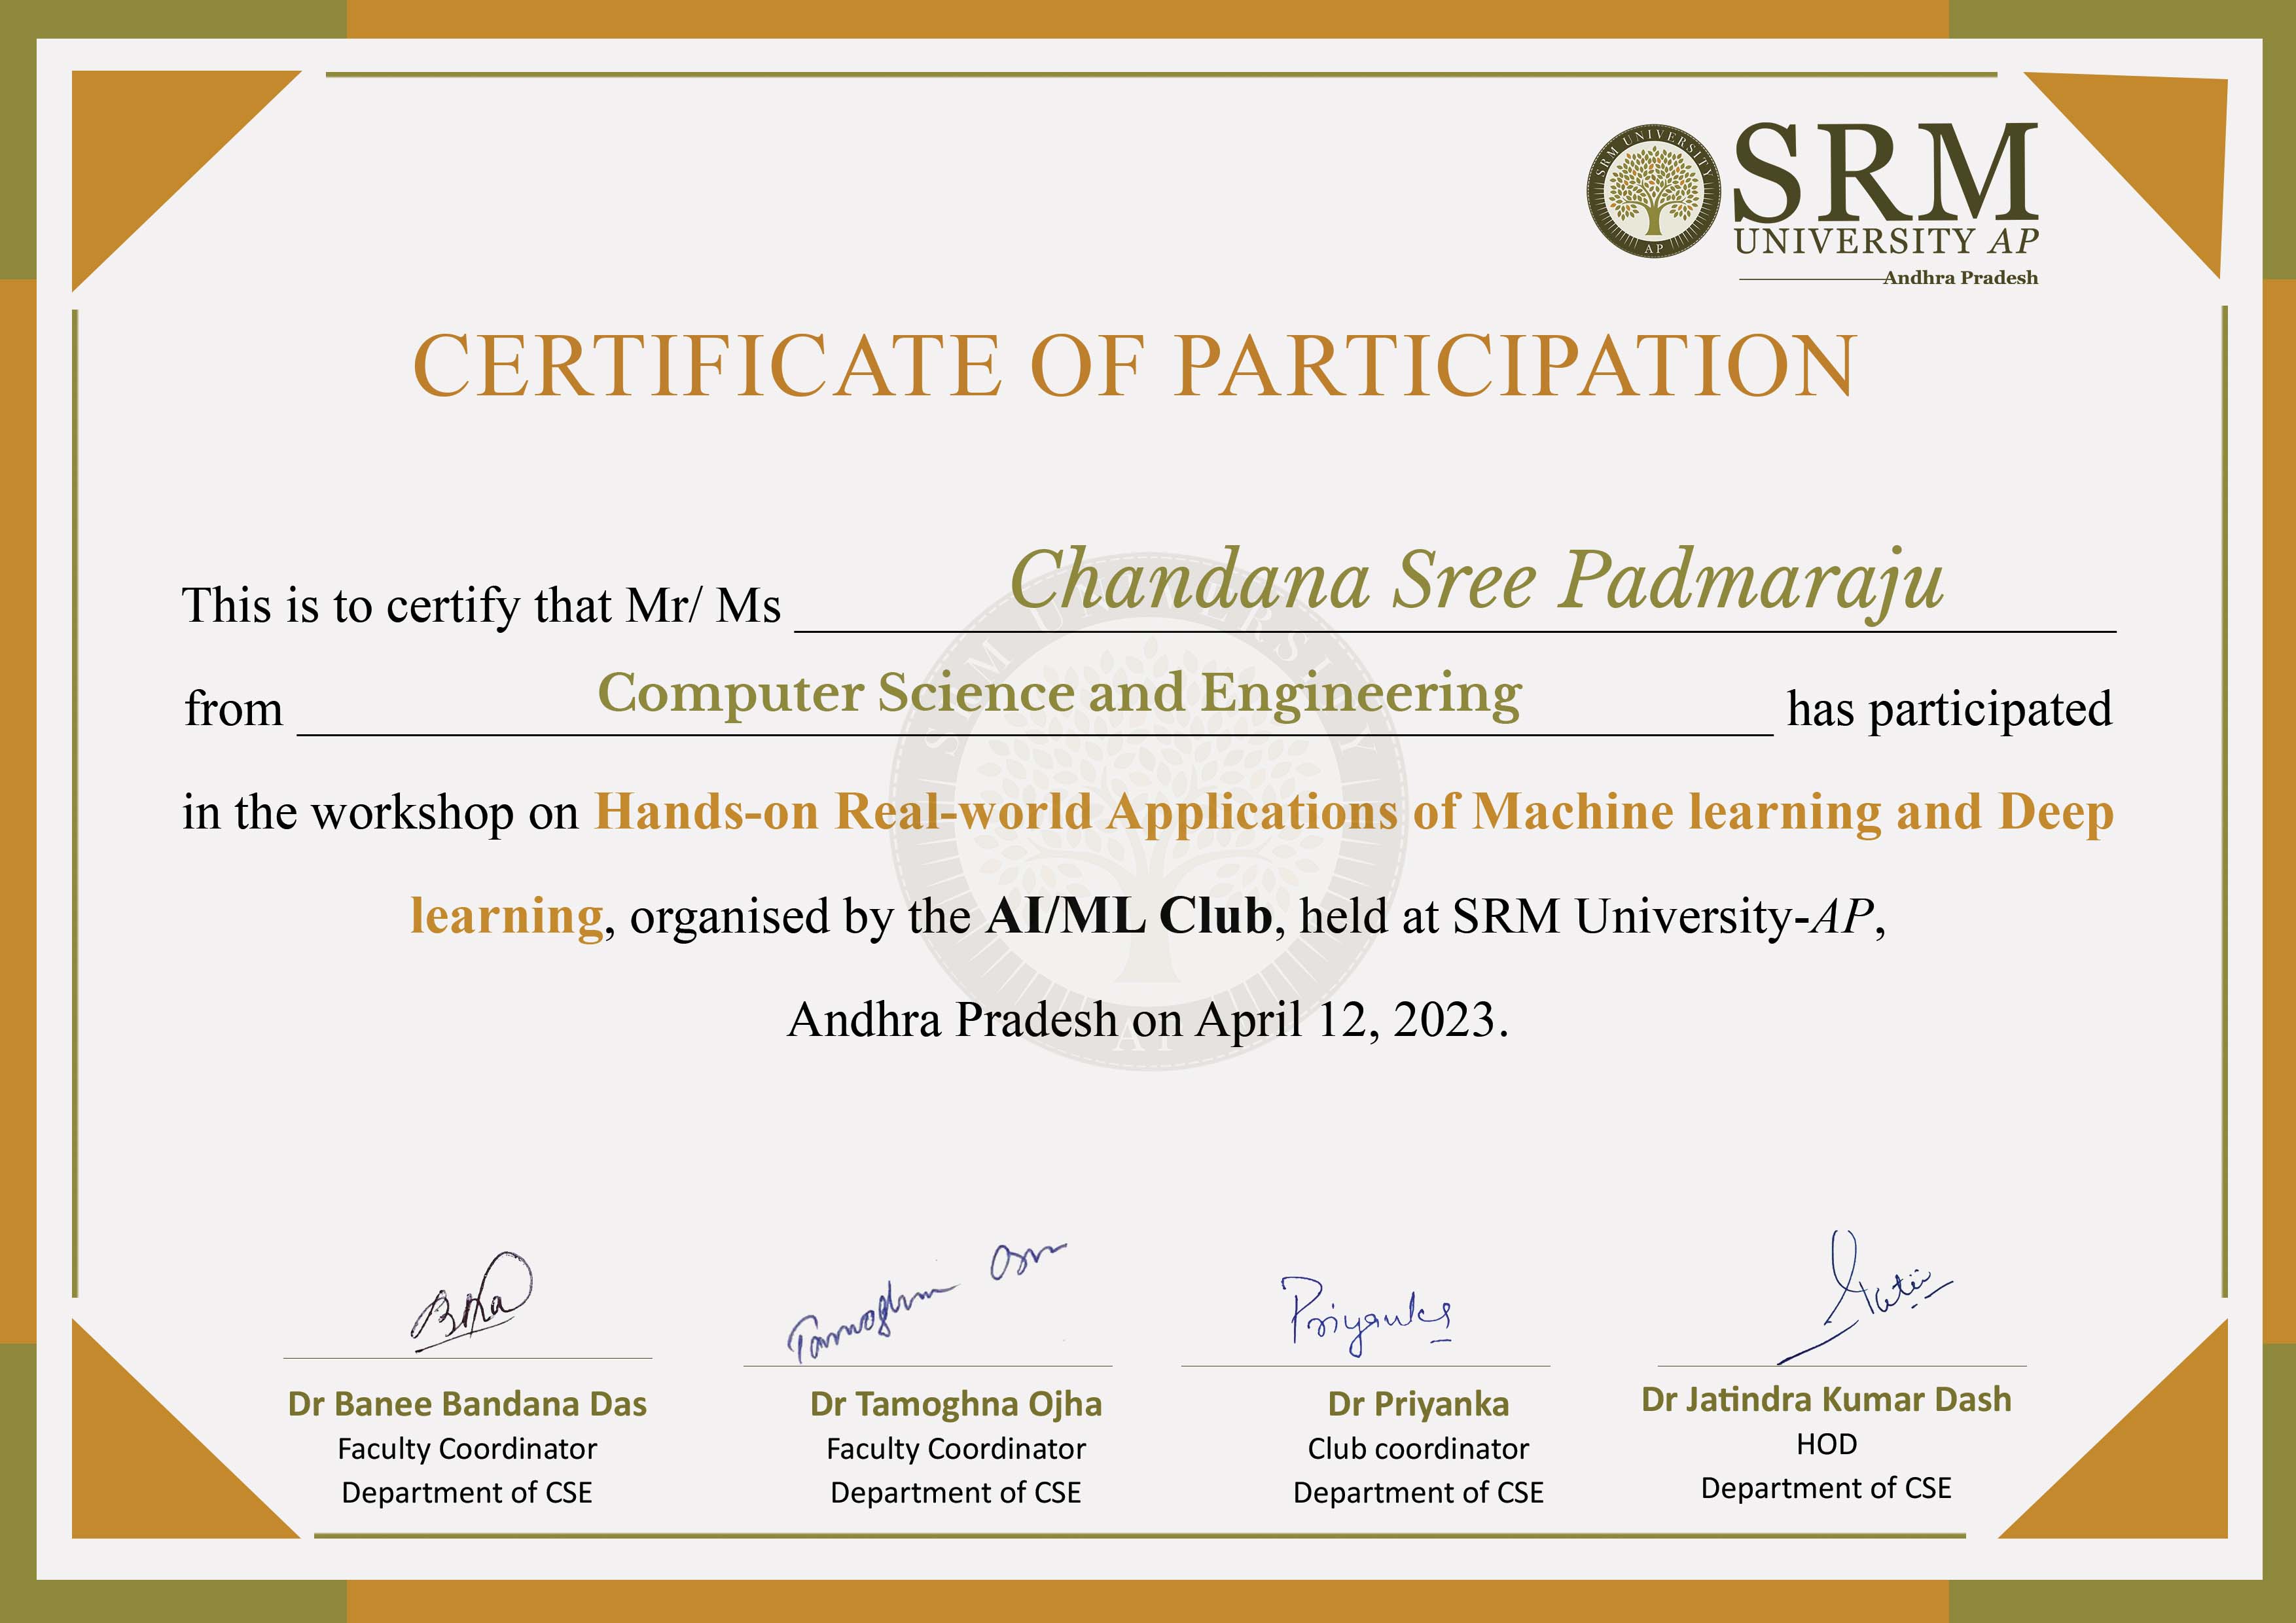 SRM UNIVERSITY
AP
SRM
UNIVERSITY AP
Andhra Pradesh
CERTIFICATE OF PARTICIPATION
This is to certify that Mr/ Ms Chandana Sree Padmaraju
from Computer Science and Engineering has participated
in the workshop on Hands-on Real-world Applications of Machine learning and Deep
learning, organised by the AI/ML Club, held at SRM University-AP,
Andhra Pradesh on April 12, 2023.
Priyanka
Dr Banee Bandana Das Dr Tamoghna Ojha Dr Priyanka Dr Jatindra Kumar Dash
Faculty Coordinator Faculty Coordinator Club coordinator HOD
Department of CSE Department of CSE Department of CSE Department of CSE